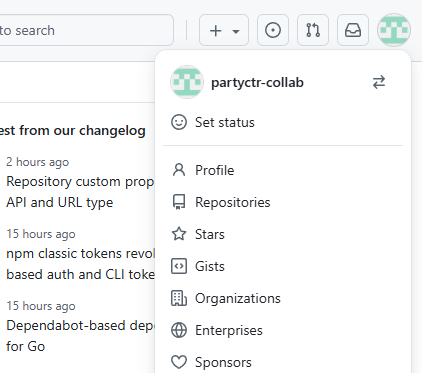 to search
partyctr-collab
Set status
est from our changelog
2 hours ago
Repository custom prop
API and URL type
15 hours ago
npm classic tokens revol
based auth and CLI toke
15 hours ago
Dependabot-based dep
for Go
Profile
Repositories
Stars
Gists
Organizations
Enterprises
Sponsors